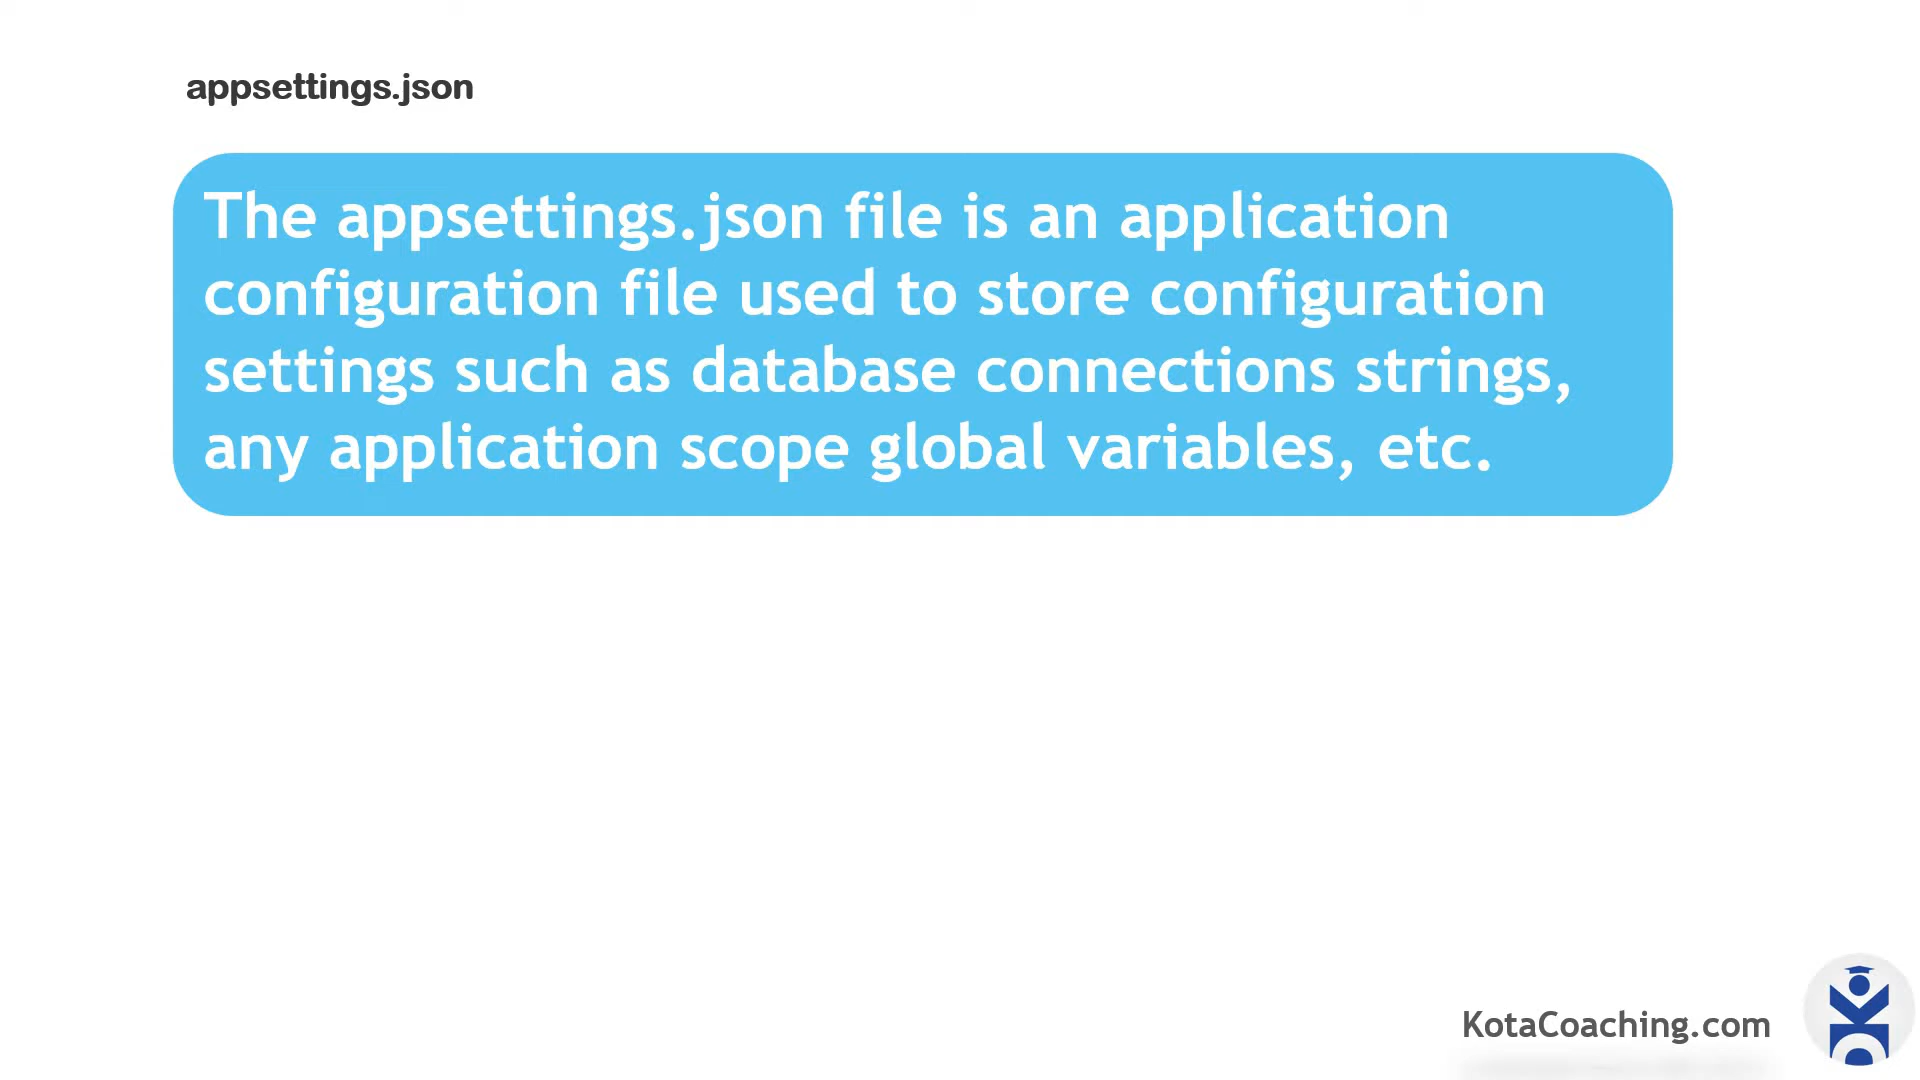 appsettings.json
The appsettings.json file is an application
configuration file used to store configuration
settings such as database connections strings,
any application scope global variables, etc.
KotaCoaching.com